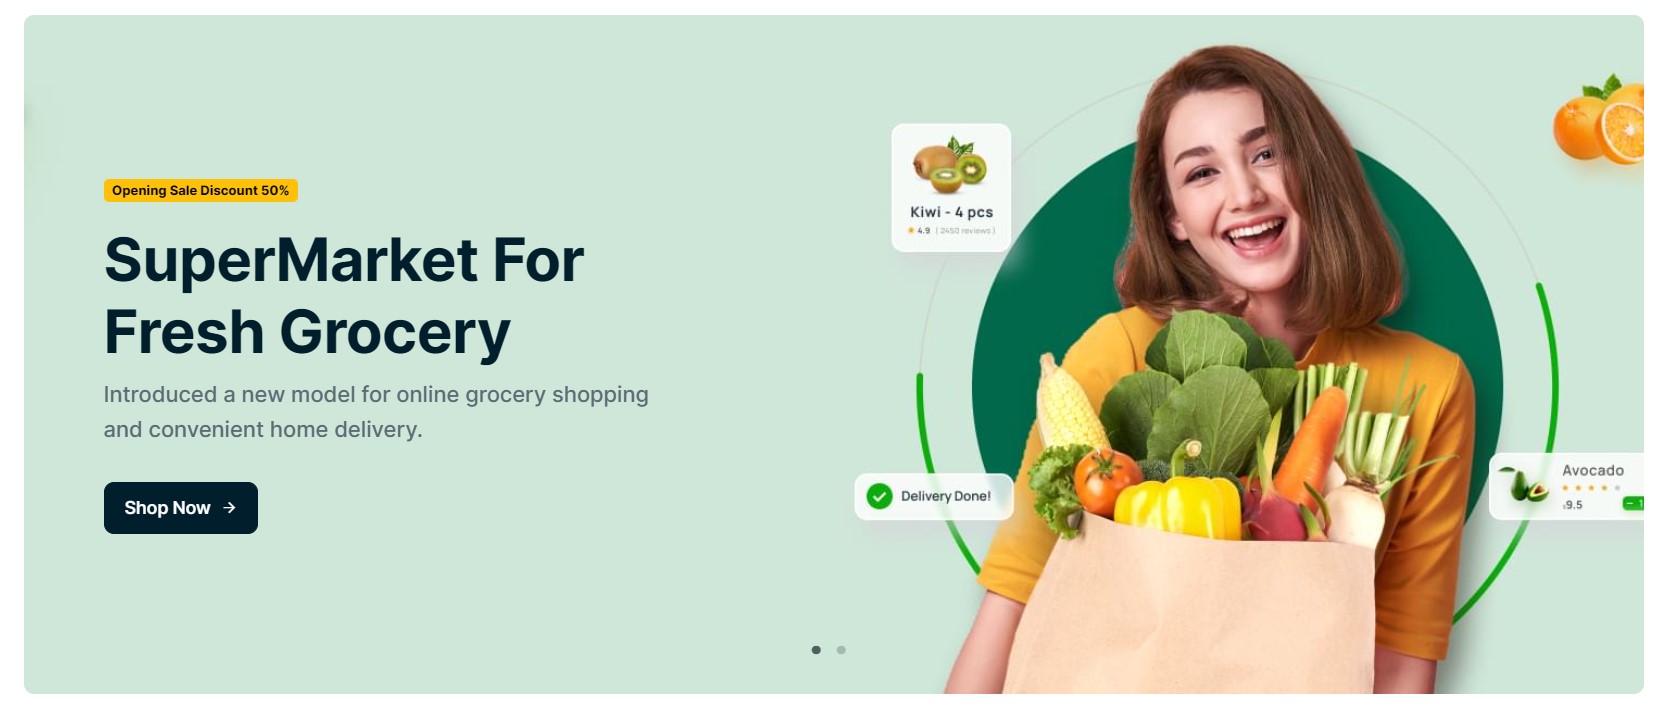 Opening Sale Discount 50%
SuperMarket For
Fresh Grocery
Introduced a new model for online grocery shopping
and convenient home delivery.
Shop Now →
Kiwi - 4 pcs
4.9 ( 2450 reviews )
Delivery Done!
Avocado
9.5